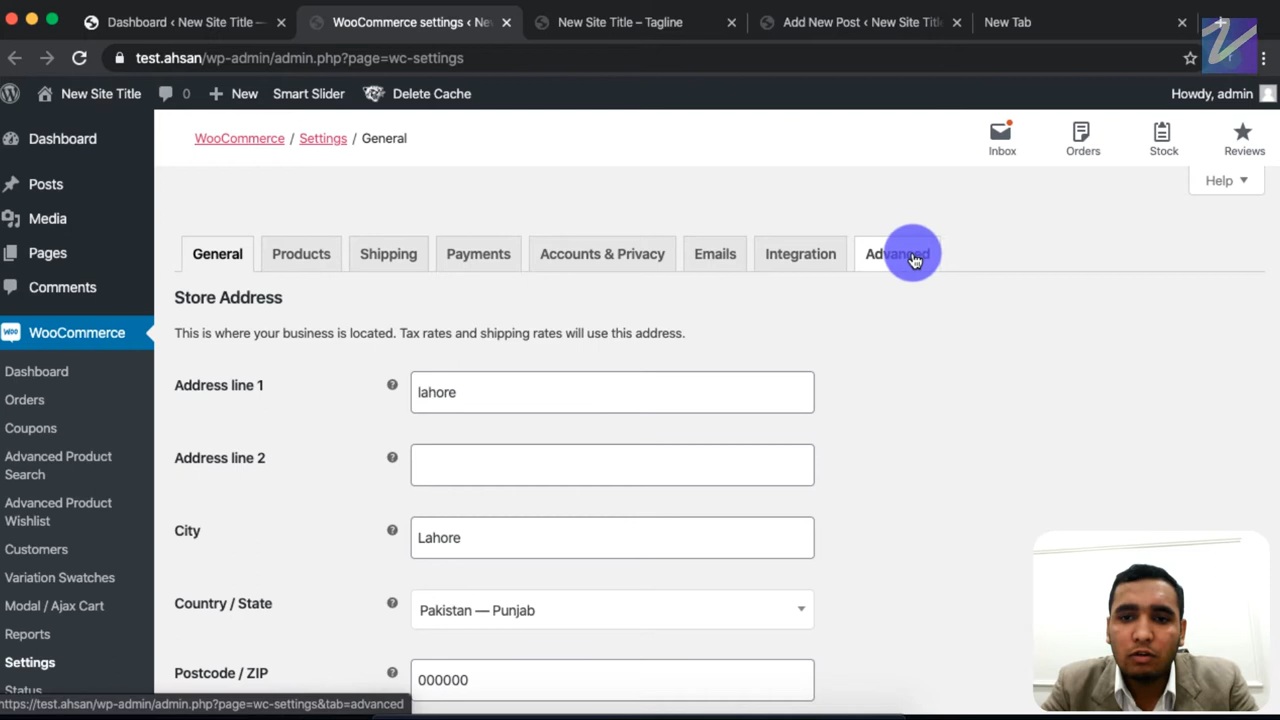 Dashboard < New Site Title —
WooCommerce settings < Ne
New Site Title – Tagline
Add New Post < New Site Titl
New Tab
test.ahsan/wp-admin/admin.php?page=wc-settings
New Site Title
0
New
Smart Slider
Delete Cache
Howdy, admin
Dashboard
Posts
Media
Pages
Comments
WooCommerce
Dashboard
Orders
Coupons
Advanced Product
Search
Advanced Product
Wishlist
Customers
Variation Swatches
Modal / Ajax Cart
Reports
Settings
Status
WooCommerce / Settings / General
Inbox
Orders
Stock
Reviews
Help
General
Products
Shipping
Payments
Accounts & Privacy
Emails
Integration
Advanced
Store Address
This is where your business is located. Tax rates and shipping rates will use this address.
Address line 1
lahore
Address line 2
City
Lahore
Country / State
Pakistan — Punjab
Postcode / ZIP
000000
https://test.ahsan/wp-admin/admin.php?page=wc-settings&tab=advanced